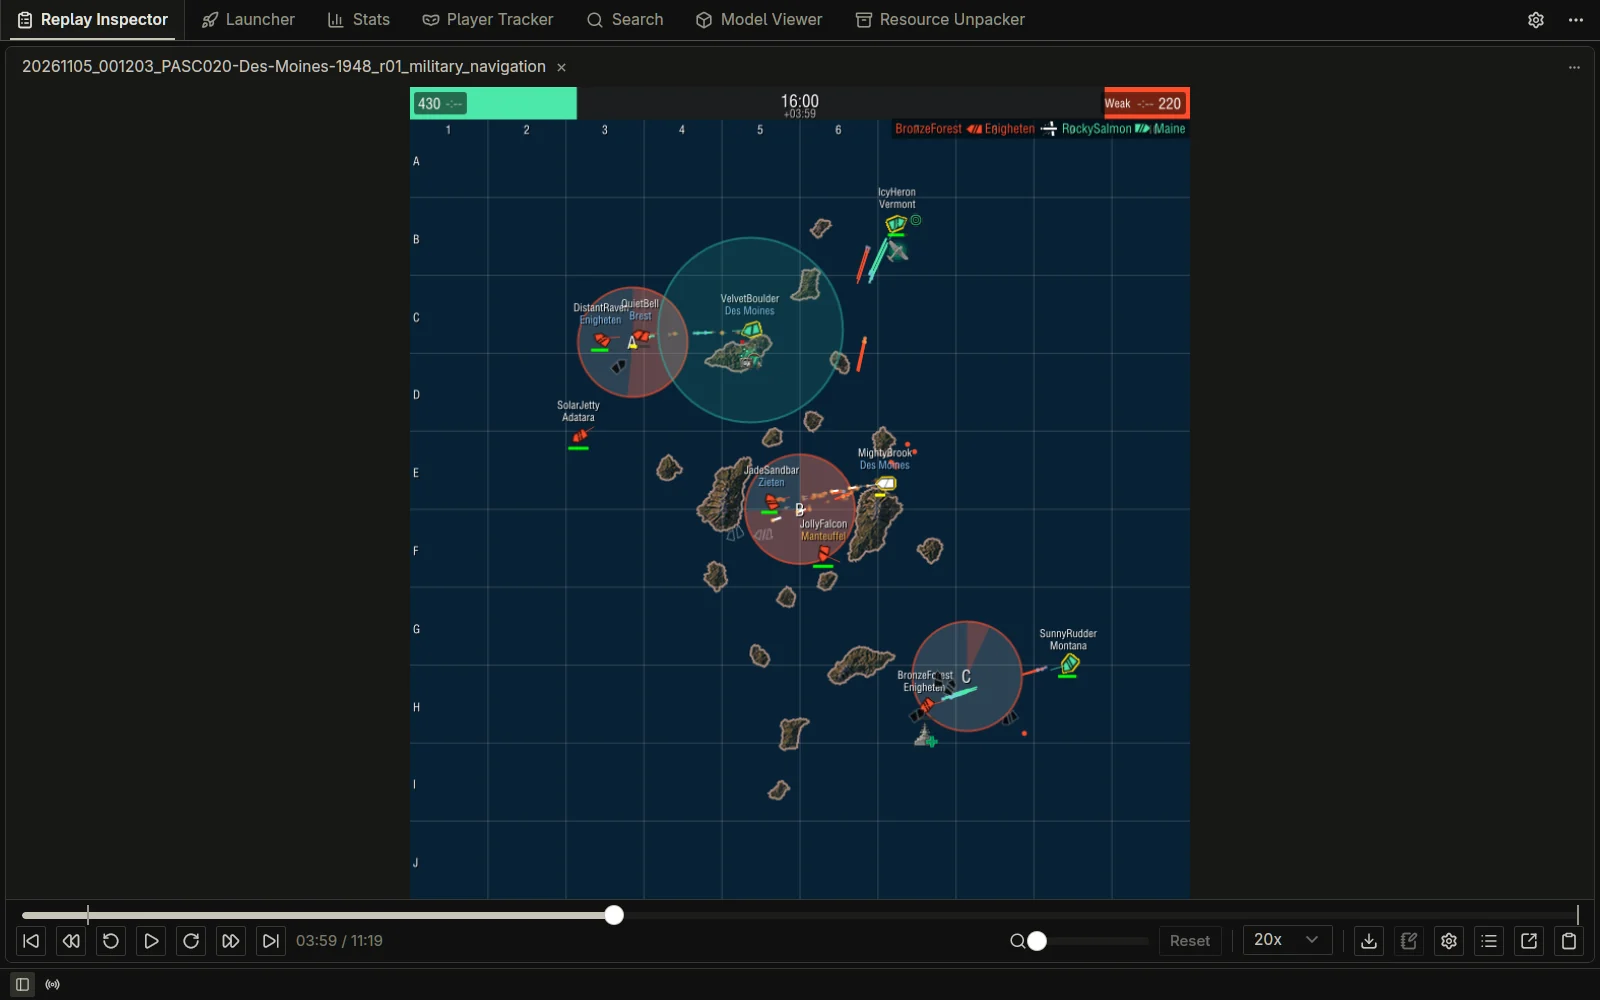 Replay Inspector
Launcher
Stats
Player Tracker
Search
Model Viewer
Resource Unpacker
20261105_001203_PASC020-Des-Moines-1948_r01_military_navigation
430 -:--
16:00
+03:59
Weak -:-- 220
1 2 3 4 5 6
BronzeForest Enigheten RockySalmon Maine
A
B
C
D
E
F
G
H
I
J
IcyHeron
Vermont
VelvetBoulder
Des Moines
DistantRaven
Enigheten
QuietBell
Brest
A
SolarJetty
Adatara
MightyBrook
Des Moines
JadeSandbar
Zieten
B
JollyFalcon
Manteuffel
SunnyRudder
Montana
BronzeForest
Enigheten
C
03:59 / 11:19
Reset
20x